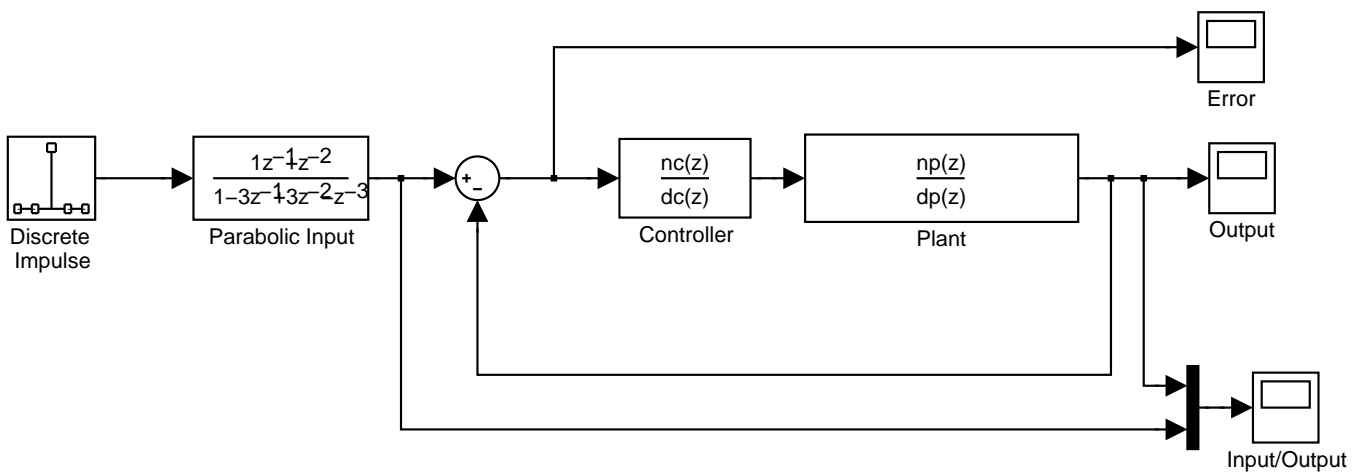 Error
1z−1+z−2
1−3z−1+3z−2−z−3
+
−
nc(z)
dc(z)
np(z)
dp(z)
Discrete
Impulse
Parabolic Input
Controller
Plant
Output
Input/Output